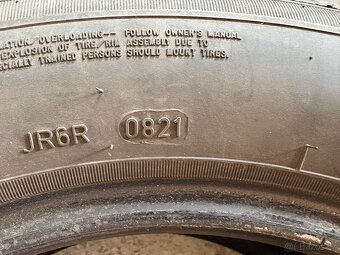 ATION/OVERLOADING-- FOLLOW OWNER'S MANUAL
EXPLOSION OF TIRE/RIM ASSEMBLY DUE TO
ECIALLY TRAINED PERSONS SHOULD MOUNT TIRES.
JR6R 0821